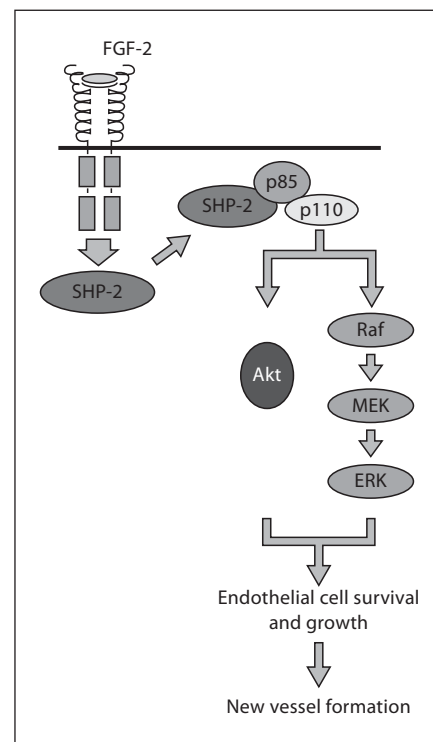 FGF-2
p85
SHP-2
p110
SHP-2
Raf
Akt
MEK
ERK
Endothelial cell survival
and growth
New vessel formation